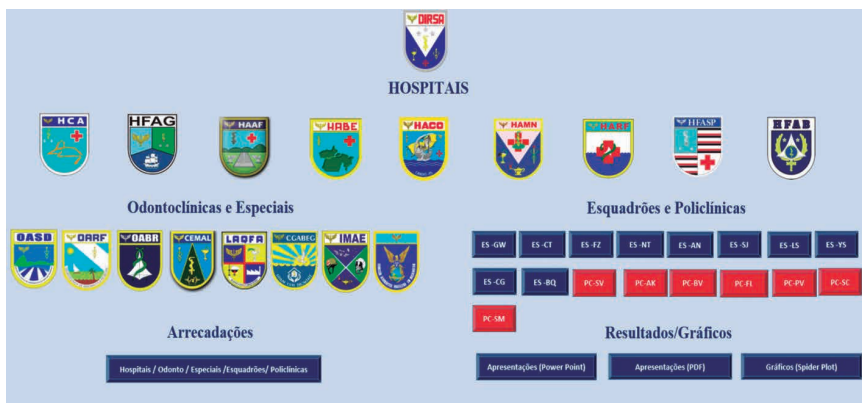 DIRSA
HOSPITAIS
HCA
HFAG
HAAF
HABE
HACO
HAMN
HARF
HFASP
HFAB
Odontoclínicas e Especiais
Esquadrões e Policlínicas
OASD
OARF
OABR
CEMAL
LAQFA
CGABEG
IMAE
ES -GW
ES -CT
ES -FZ
ES -NT
ES -AN
ES -SJ
ES -LS
ES -YS
ES -CG
ES -BQ
PC-SV
PC-AK
PC-BV
PC-FL
PC-PV
PC-SC
PC-SM
Arrecadações
Resultados/Gráficos
Hospitais / Odonto / Especiais /Esquadrões/ Policlínicas
Apresentações (Power Point)
Apresentações (PDF)
Gráficos (Spider Plot)